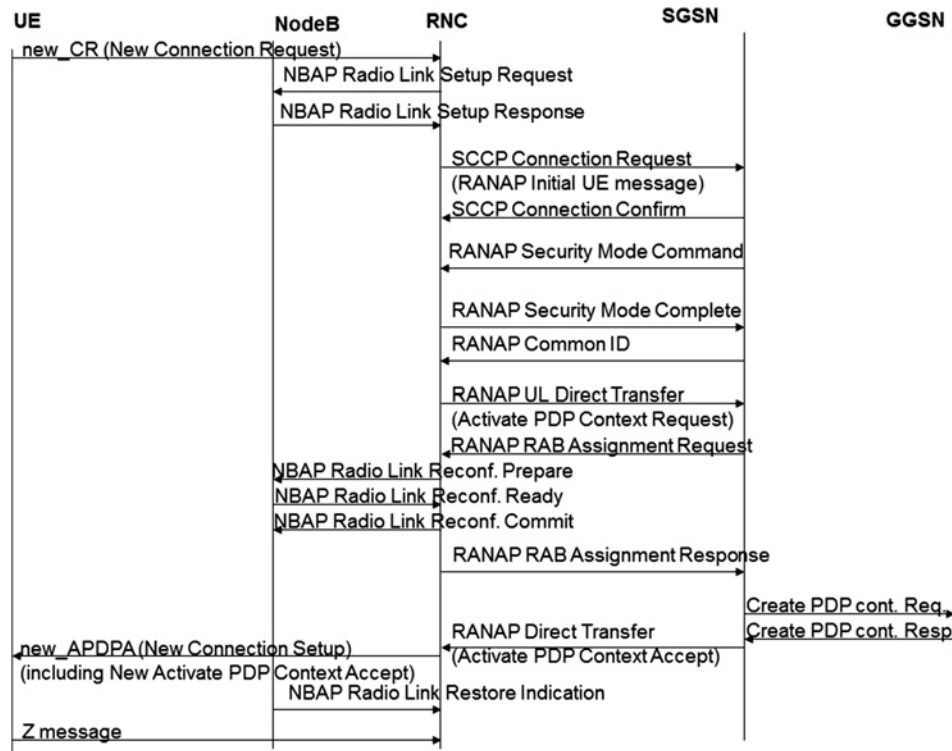 UE NodeB RNC SGSN GGSN
new_CR (New Connection Request)
NBAP Radio Link Setup Request
NBAP Radio Link Setup Response
SCCP Connection Request
(RANAP Initial UE message)
SCCP Connection Confirm
RANAP Security Mode Command
RANAP Security Mode Complete
RANAP Common ID
RANAP UL Direct Transfer
(Activate PDP Context Request)
RANAP RAB Assignment Request
NBAP Radio Link Reconf. Prepare
NBAP Radio Link Reconf. Ready
NBAP Radio Link Reconf. Commit
RANAP RAB Assignment Response
Create PDP cont. Req.
Create PDP cont. Resp
RANAP Direct Transfer
(Activate PDP Context Accept)
new_APDPA (New Connection Setup)
(including New Activate PDP Context Accept)
NBAP Radio Link Restore Indication
Z message